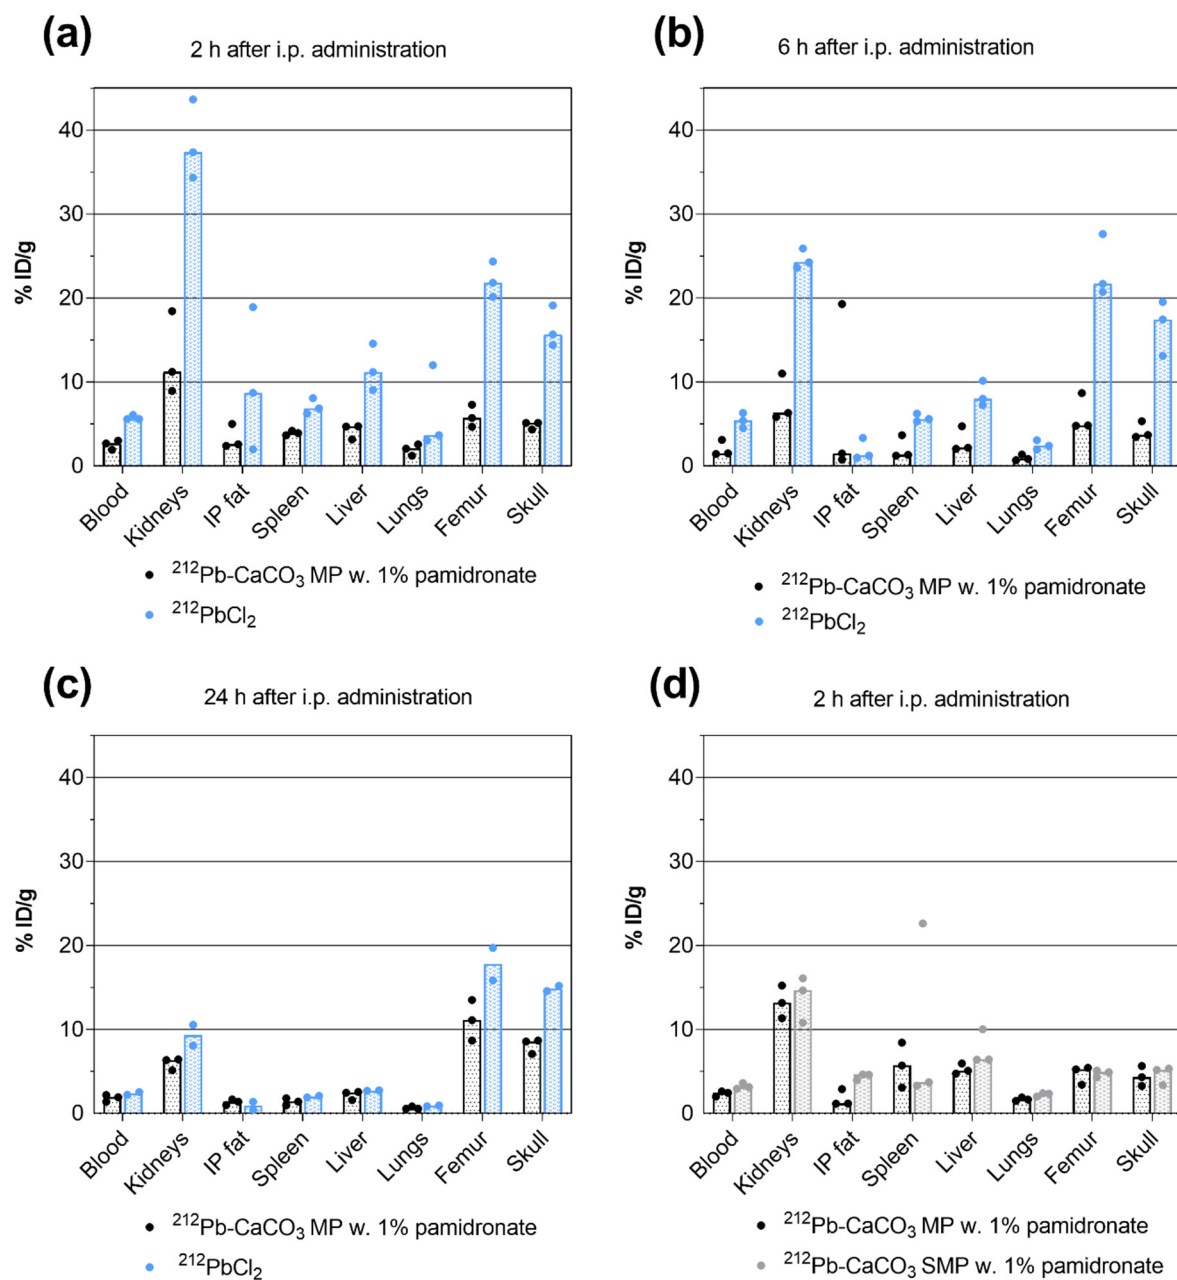 (a)
2 h after i.p. administration
% ID/g
40
30
20
10
0
Blood
Kidneys
IP fat
Spleen
Liver
Lungs
Femur
Skull
²¹²Pb-CaCO₃ MP w. 1% pamidronate
²¹²PbCl₂
(b)
6 h after i.p. administration
% ID/g
40
30
20
10
0
Blood
Kidneys
IP fat
Spleen
Liver
Lungs
Femur
Skull
²¹²Pb-CaCO₃ MP w. 1% pamidronate
²¹²PbCl₂
(c)
24 h after i.p. administration
% ID/g
40
30
20
10
0
Blood
Kidneys
IP fat
Spleen
Liver
Lungs
Femur
Skull
²¹²Pb-CaCO₃ MP w. 1% pamidronate
²¹²PbCl₂
(d)
2 h after i.p. administration
% ID/g
40
30
20
10
0
Blood
Kidneys
IP fat
Spleen
Liver
Lungs
Femur
Skull
²¹²Pb-CaCO₃ MP w. 1% pamidronate
²¹²Pb-CaCO₃ SMP w. 1% pamidronate